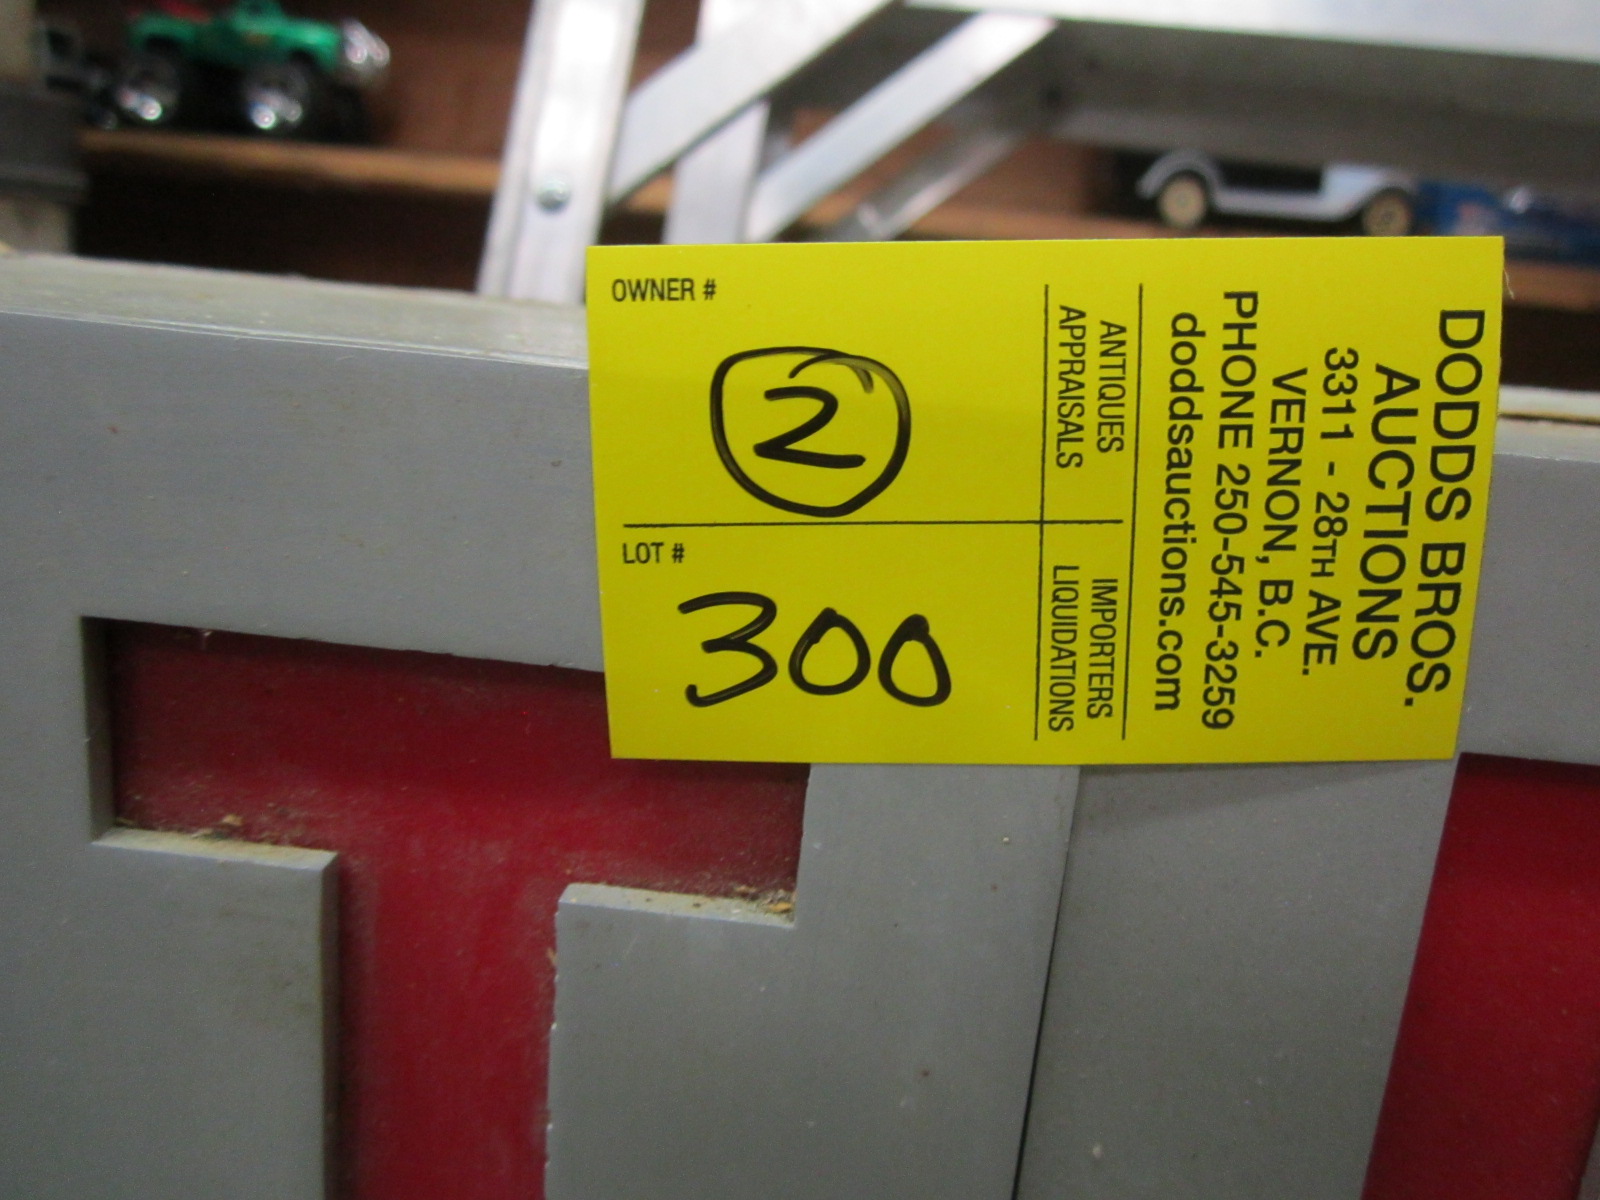 DODDS BROS.
AUCTIONS
3311 - 28TH AVE.
VERNON, B.C.
PHONE 250-545-3259
doddsauctions.com
ANTIQUES
APPRAISALS
IMPORTERS
LIQUIDATIONS
OWNER #
2
LOT #
300
T